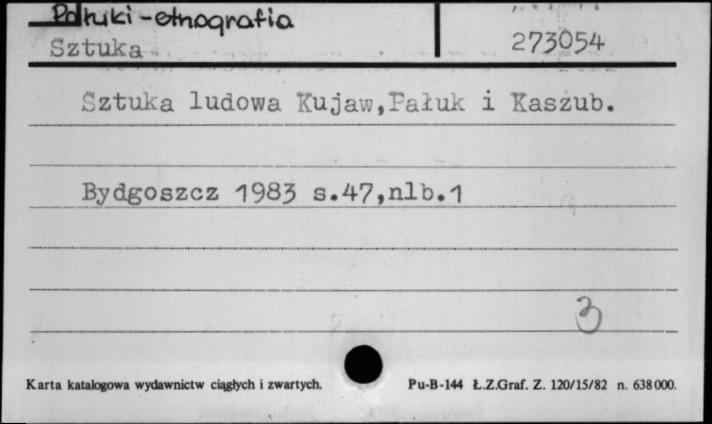 Pałuki-etnografia
Sztuka
273054
Sztuka ludowa Kujaw,Pałuk i Kaszub.
Bydgoszcz 1983 s.47,nlb.1
3
Karta katalogowa wydawnictw ciągłych i zwartych.
Pu-B-144 Ł.Z.Graf. Z. 120/15/82 n. 638000.